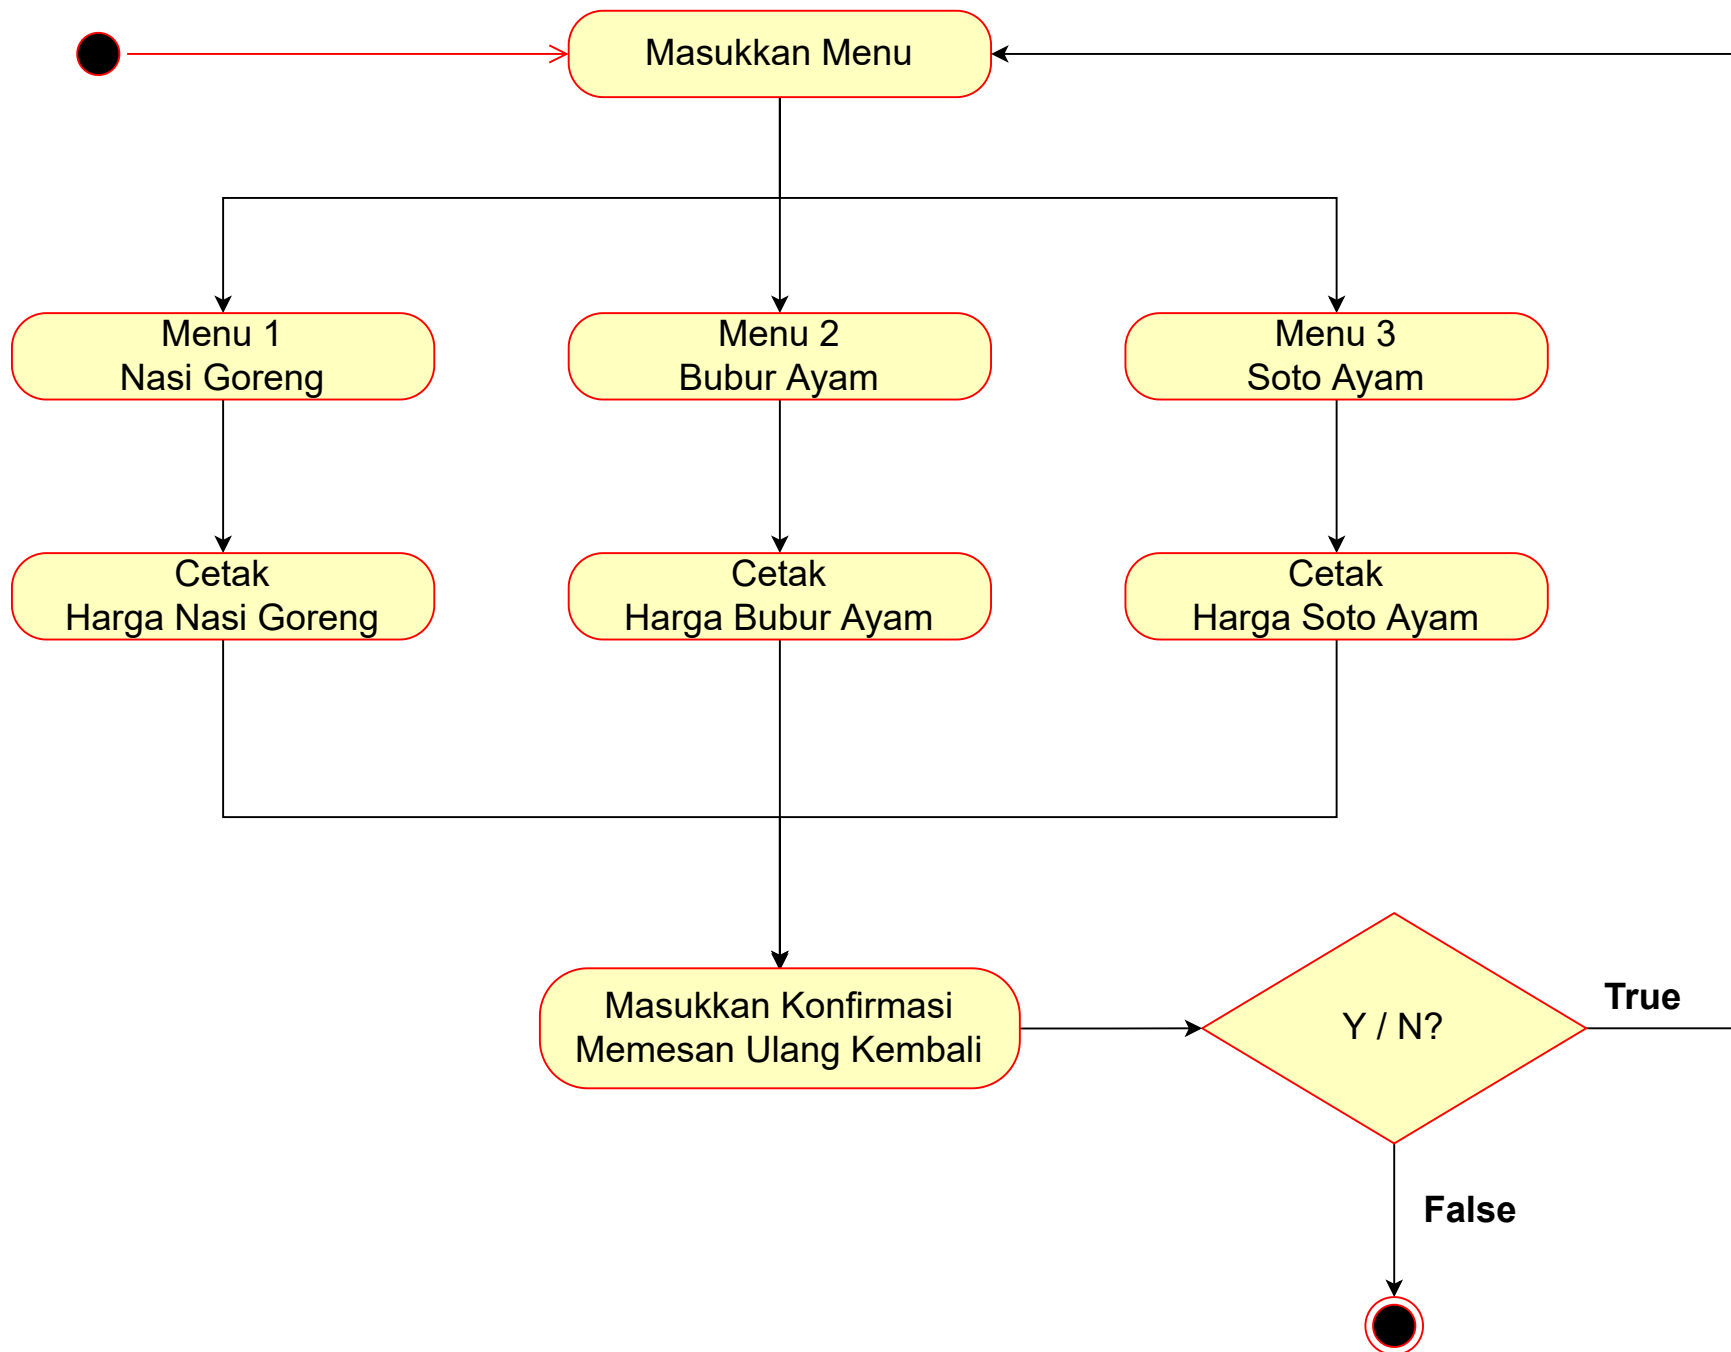 Masukkan Menu
Menu 1
Nasi Goreng
Menu 2
Bubur Ayam
Menu 3
Soto Ayam
Cetak
Harga Nasi Goreng
Cetak
Harga Bubur Ayam
Cetak
Harga Soto Ayam
Masukkan Konfirmasi
Memesan Ulang Kembali
Y / N?
True
False